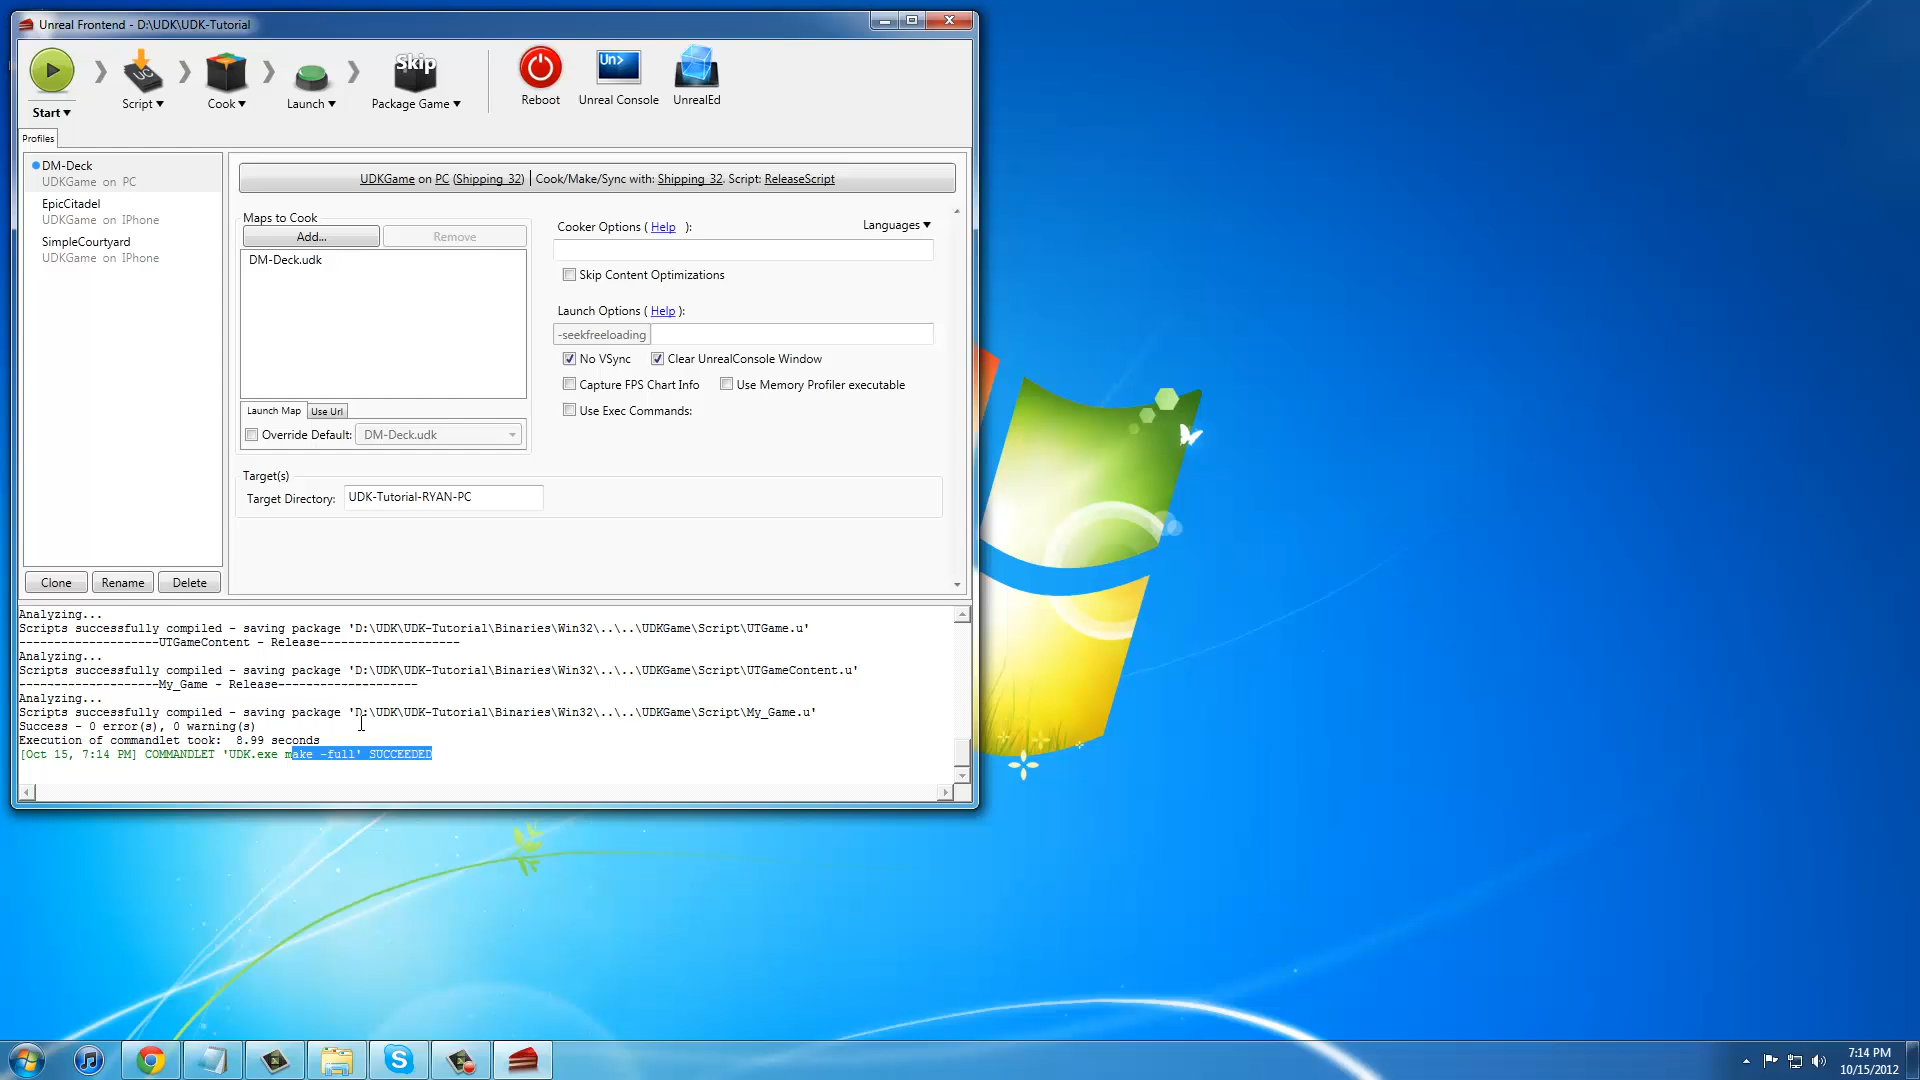 Unreal Frontend - D:\UDK\UDK-Tutorial
Start
Script
Cook
Launch
Skip
Package Game
Reboot
Un>
Unreal Console
UnrealEd
UC
Profiles
DM-Deck
UDKGame on PC
EpicCitadel
UDKGame on IPhone
SimpleCourtyard
UDKGame on IPhone
UDKGame on PC (Shipping_32) | Cook/Make/Sync with: Shipping_32. Script: ReleaseScript
Maps to Cook
Add...
Remove
DM-Deck.udk
Launch Map
Use Url
Override Default:
DM-Deck.udk
Cooker Options ( Help ):
Languages
Skip Content Optimizations
Launch Options ( Help ):
-seekfreeloading
No VSync
Clear UnrealConsole Window
Capture FPS Chart Info
Use Memory Profiler executable
Use Exec Commands:
Target(s)
Target Directory:
UDK-Tutorial-RYAN-PC
Clone
Rename
Delete
Analyzing...
Scripts successfully compiled - saving package 'D:\UDK\UDK-Tutorial\Binaries\Win32\..\..\UDKGame\Script\UTGame.u'
--------------------UTGameContent - Release--------------------
Analyzing...
Scripts successfully compiled - saving package 'D:\UDK\UDK-Tutorial\Binaries\Win32\..\..\UDKGame\Script\UTGameContent.u'
--------------------My_Game - Release--------------------
Analyzing...
Scripts successfully compiled - saving package 'D:\UDK\UDK-Tutorial\Binaries\Win32\..\..\UDKGame\Script\My_Game.u'
Success - 0 error(s), 0 warning(s)
Execution of commandlet took:  8.99 seconds
[Oct 15, 7:14 PM] COMMANDLET 'UDK.exe make -full' SUCCEEDED
7:14 PM
10/15/2012